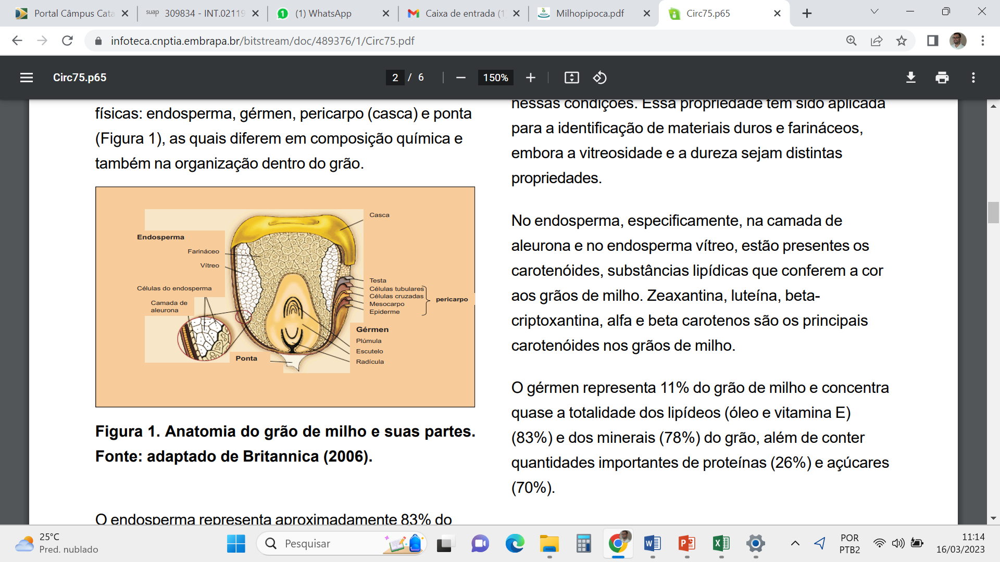 Portal Câmpus Cata
suap 309834 - INT.02119
(1) WhatsApp
Caixa de entrada (1
Milhopipoca.pdf
Circ75.p65
infoteca.cnptia.embrapa.br/bitstream/doc/489376/1/Circ75.pdf
Circ75.p65
2 / 6
150%
físicas: endosperma, gérmen, pericarpo (casca) e ponta
(Figura 1), as quais diferem em composição química e
também na organização dentro do grão.
Casca
Endosperma
Farináceo
Vítreo
Células do endosperma
Camada de
aleurona
Testa
Células tubulares
Células cruzadas
Mesocarpo
Epiderme
pericarpo
Gérmen
Plúmula
Escutelo
Radícula
Ponta
Figura 1. Anatomia do grão de milho e suas partes.
Fonte: adaptado de Britannica (2006).
O endosperma representa aproximadamente 83% do
nessas condições. Essa propriedade tem sido aplicada
para a identificação de materiais duros e farináceos,
embora a vitreosidade e a dureza sejam distintas
propriedades.
No endosperma, especificamente, na camada de
aleurona e no endosperma vítreo, estão presentes os
carotenóides, substâncias lipídicas que conferem a cor
aos grãos de milho. Zeaxantina, luteína, beta-
criptoxantina, alfa e beta carotenos são os principais
carotenóides nos grãos de milho.
O gérmen representa 11% do grão de milho e concentra
quase a totalidade dos lipídeos (óleo e vitamina E)
(83%) e dos minerais (78%) do grão, além de conter
quantidades importantes de proteínas (26%) e açúcares
(70%).
25°C
Pred. nublado
Pesquisar
POR
PTB2
11:14
16/03/2023